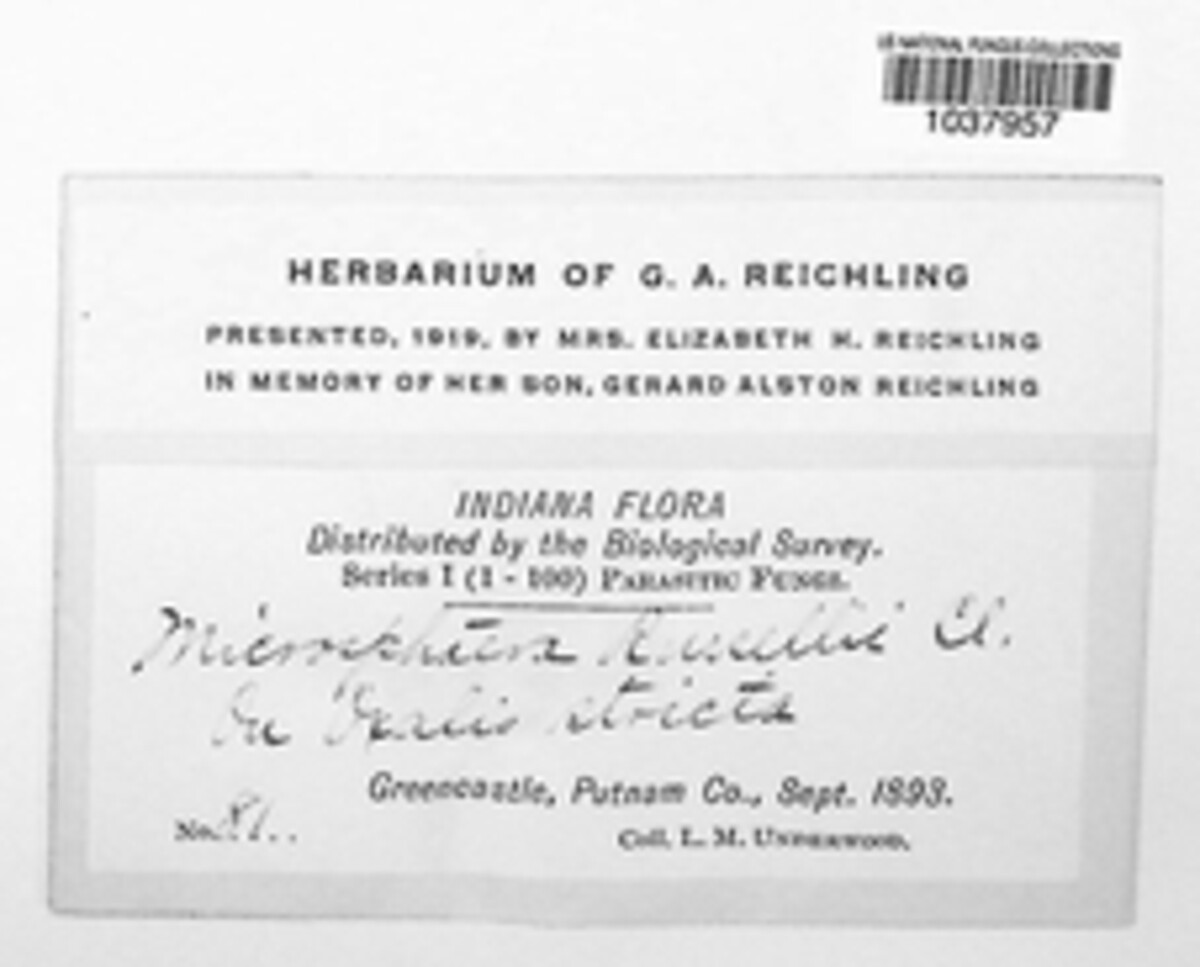 US NATIONAL FUNGUS COLLECTIONS
1037957
HERBARIUM OF G. A. REICHLING
PRESENTED, 1919, BY MRS. ELIZABETH H. REICHLING
IN MEMORY OF HER SON, GERARD ALSTON REICHLING
INDIANA FLORA
Distributed by the Biological Survey.
Series I (1 - 100) PARASITIC FUNGI.
Microsphaera Russellii Cl.
On Oxalis stricta
Greencastle, Putnam Co., Sept. 1893.
No. 81.
Coll. L. M. UNDERWOOD.